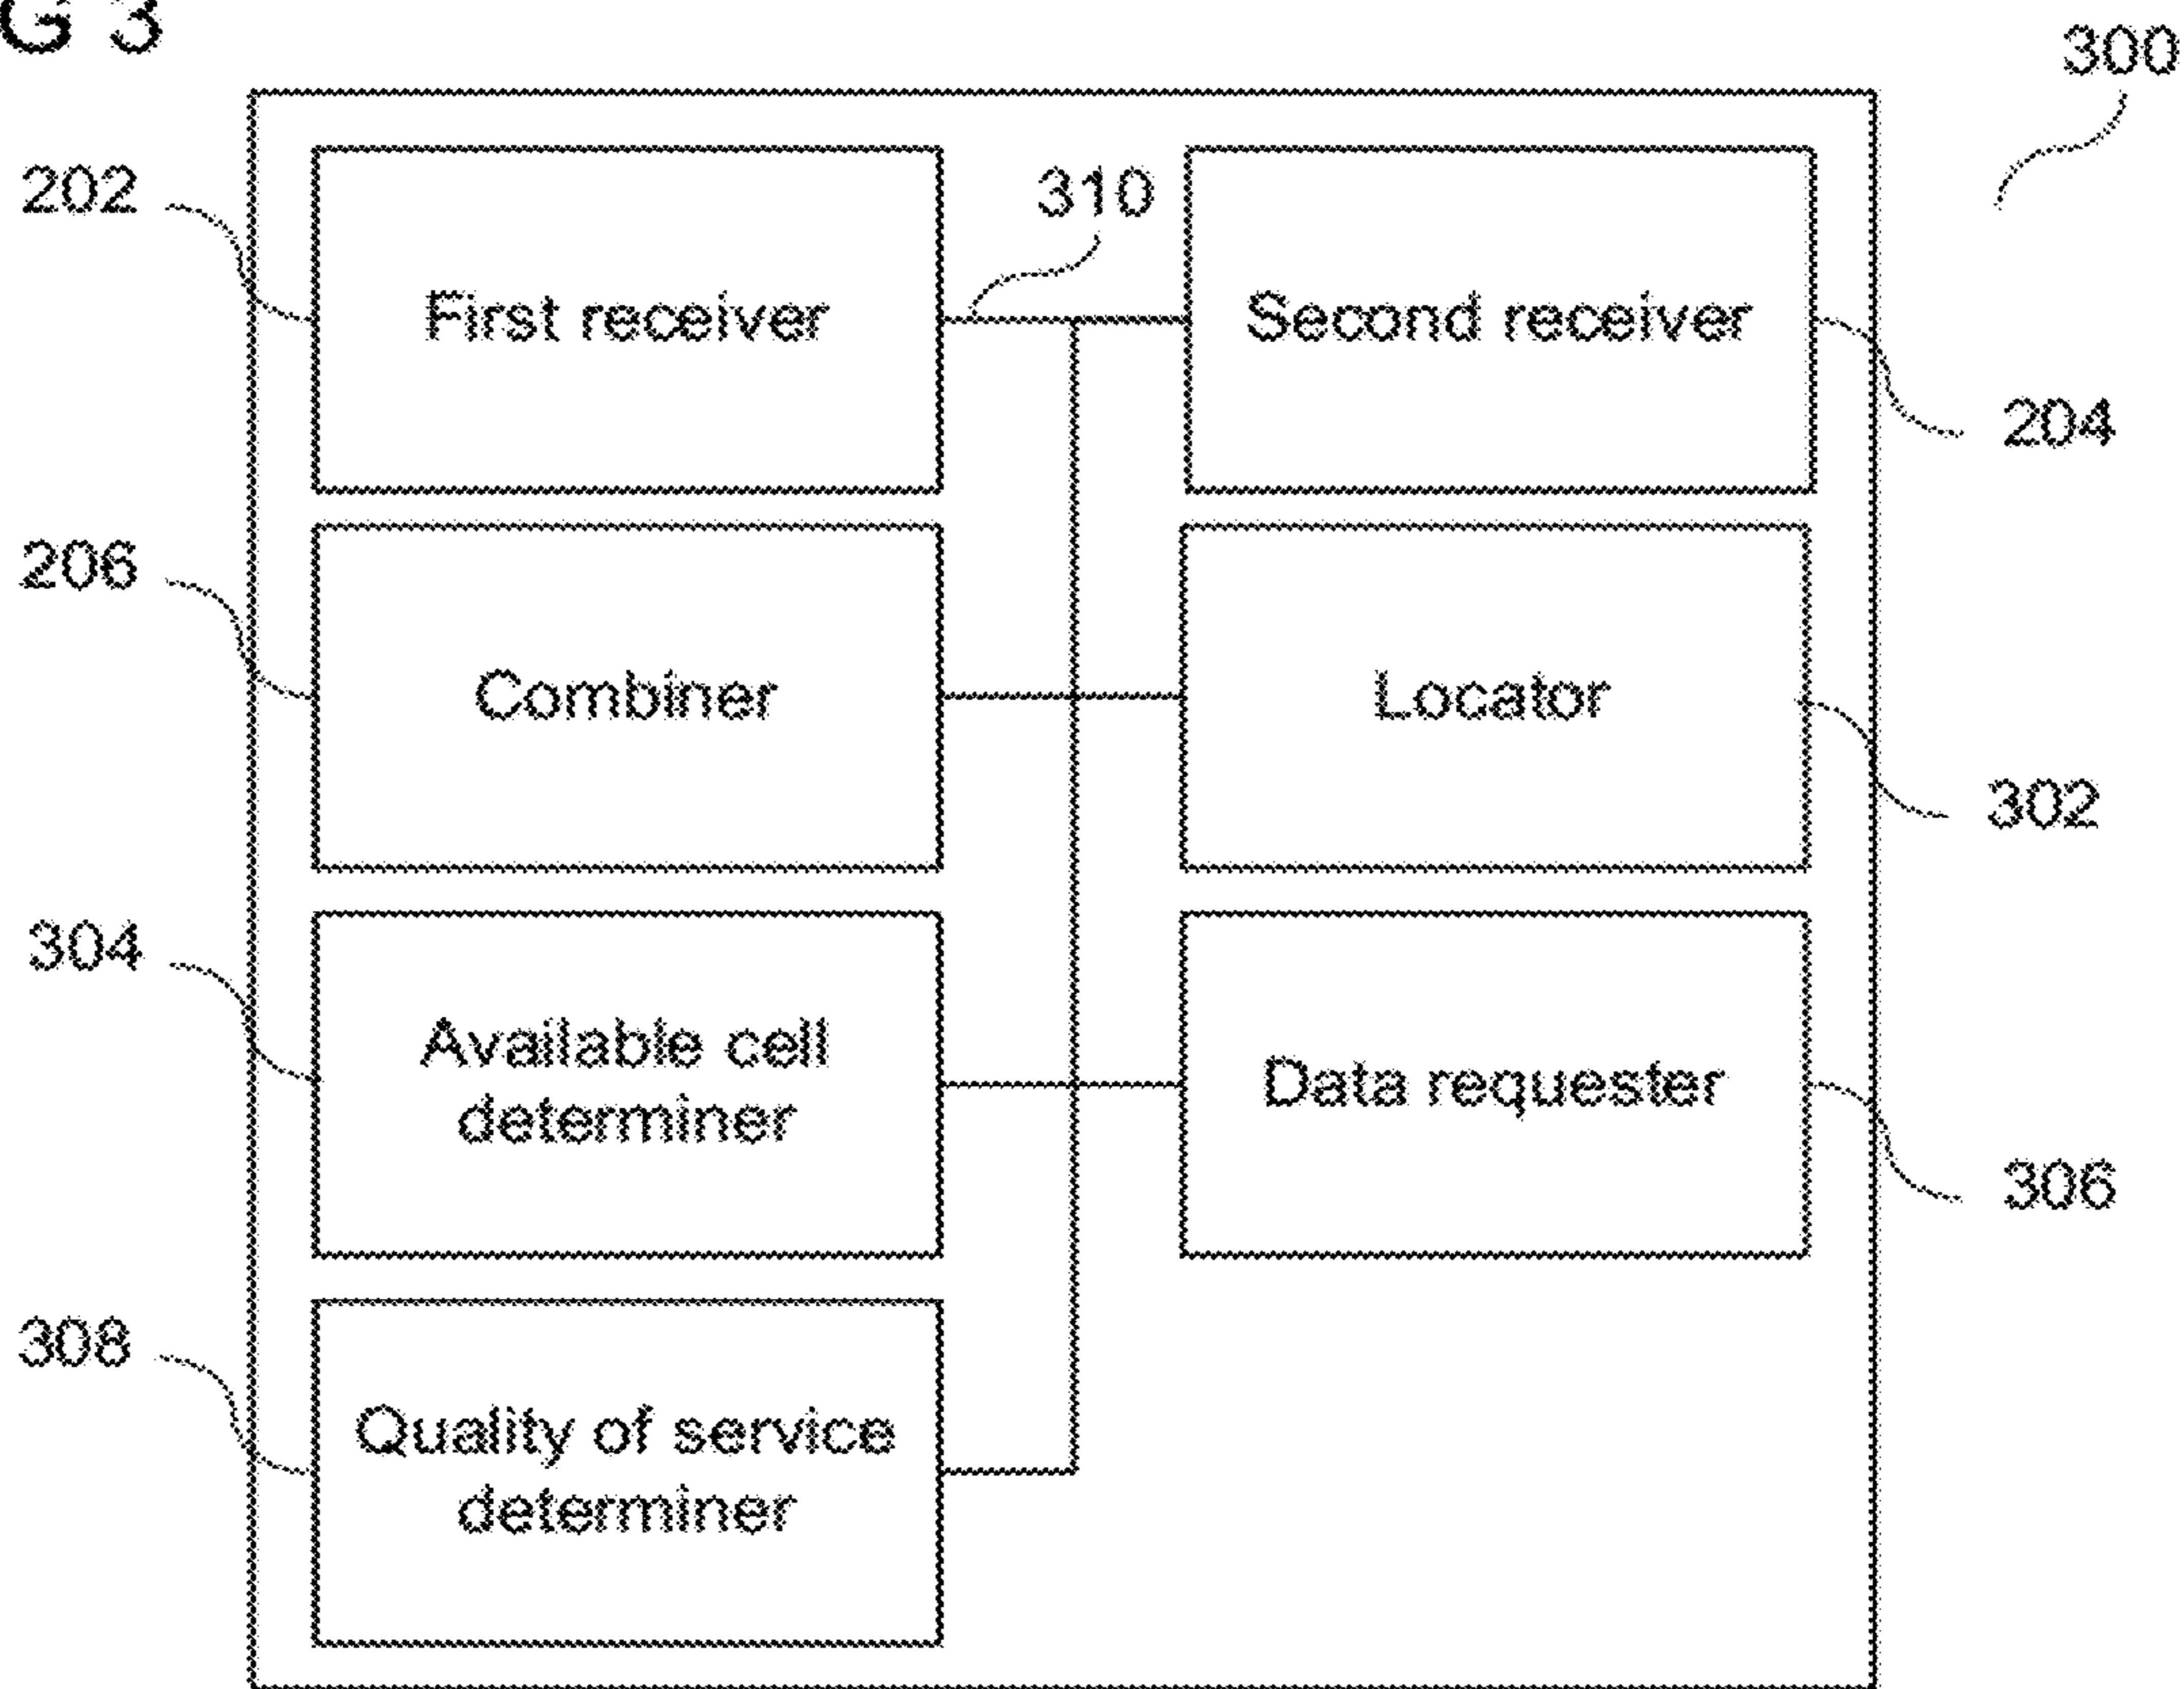 G 3
300
202
310
First receiver
Second receiver
204
206
Combiner
Locator
302
304
Available cell
determiner
Data requester
306
308
Quality of service
determiner